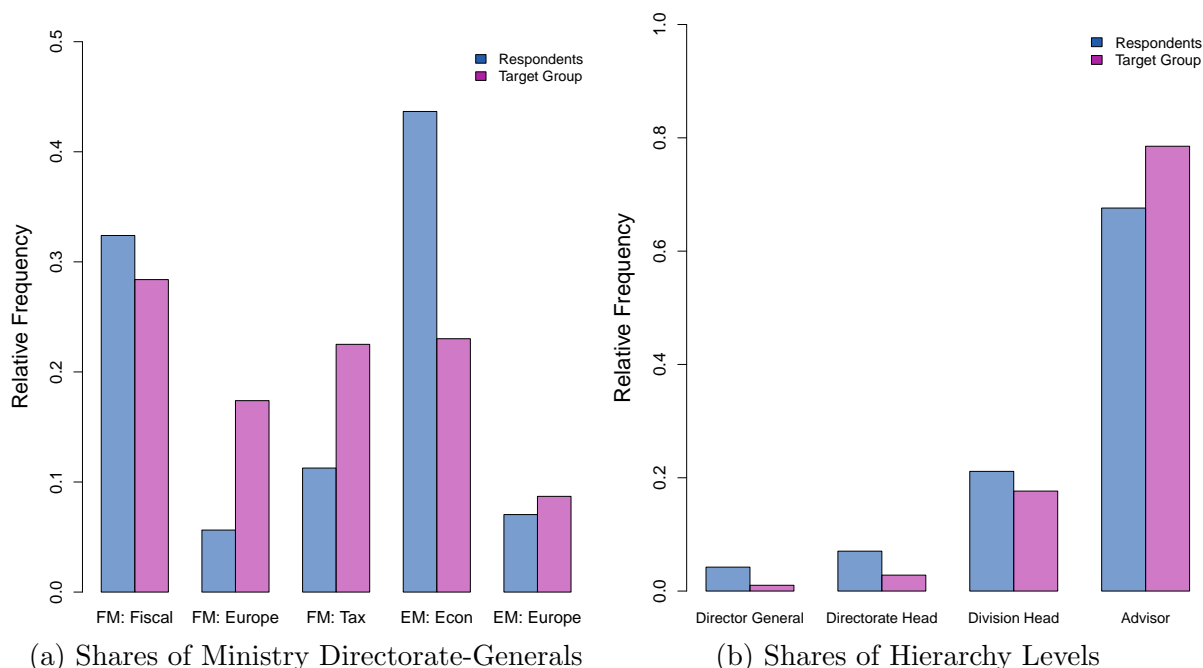 Relative Frequency
0.0
0.1
0.2
0.3
0.4
0.5
Respondents
Target Group
FM: Fiscal
FM: Europe
FM: Tax
EM: Econ
EM: Europe
(a) Shares of Ministry Directorate-Generals
Relative Frequency
0.0
0.2
0.4
0.6
0.8
1.0
Respondents
Target Group
Director General
Directorate Head
Division Head
Advisor
(b) Shares of Hierarchy Levels